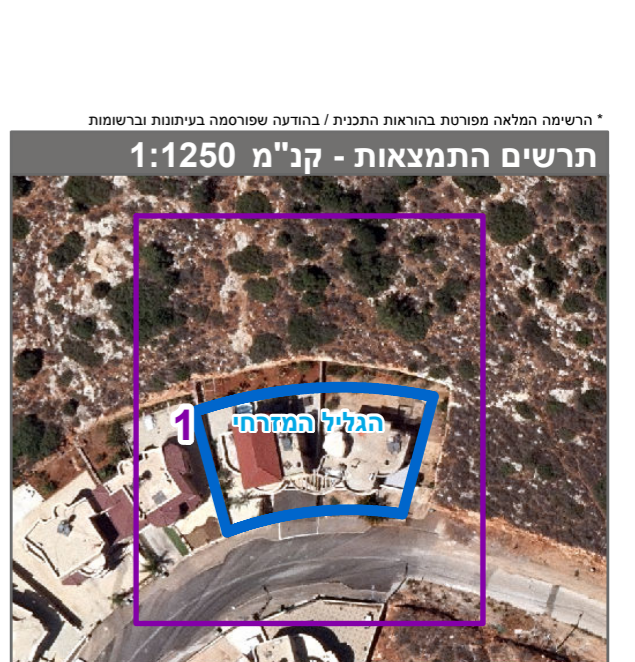 * הרשימה המלאה מפורטת בהוראות התכנית / בהודעה שפורסמה בעיתונות וברשומות
תרשים התמצאות - קנ"מ 1:1250
הגליל המזרחי
1